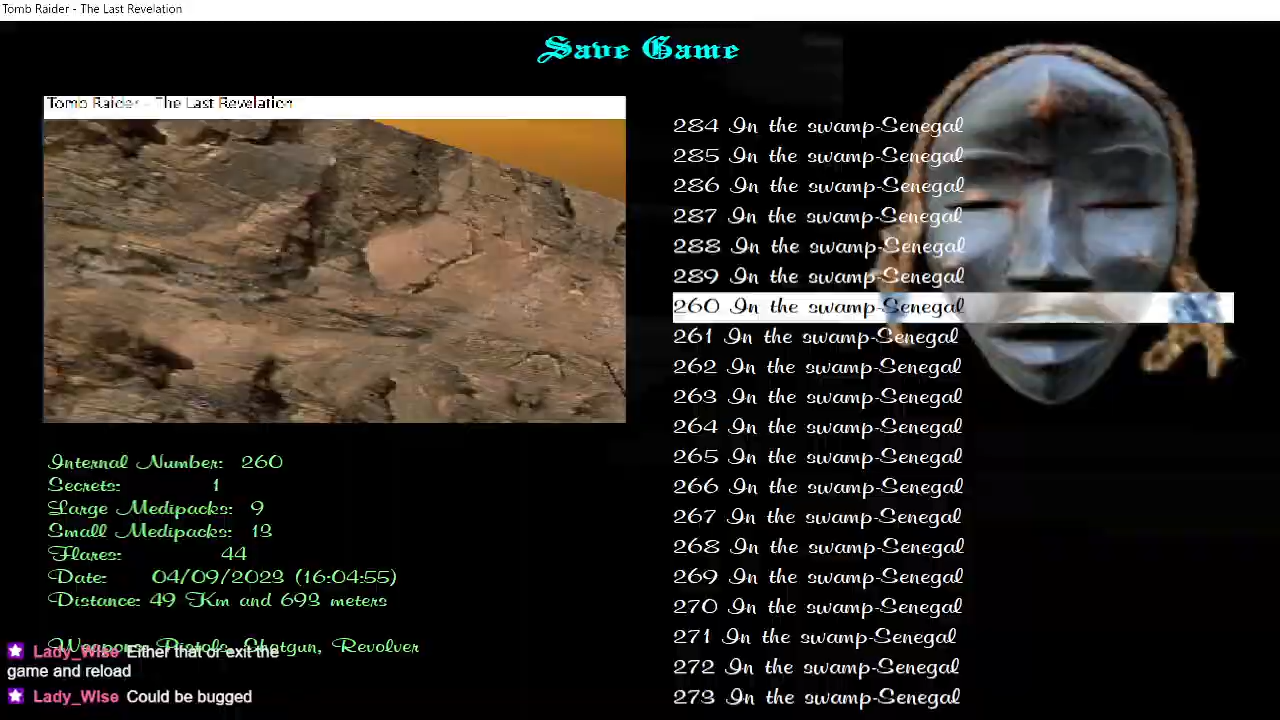 Tomb Raider - The Last Revelation
Save Game
Tomb Raider - The Last Revelation
284 In the swamp-Senegal
285 In the swamp-Senegal
286 In the swamp-Senegal
287 In the swamp-Senegal
288 In the swamp-Senegal
289 In the swamp-Senegal
260 In the swamp-Senegal
261 In the swamp-Senegal
262 In the swamp-Senegal
263 In the swamp-Senegal
264 In the swamp-Senegal
265 In the swamp-Senegal
266 In the swamp-Senegal
267 In the swamp-Senegal
268 In the swamp-Senegal
269 In the swamp-Senegal
270 In the swamp-Senegal
271 In the swamp-Senegal
272 In the swamp-Senegal
273 In the swamp-Senegal
Internal Number: 260
Secrets: 1
Large Medipacks: 9
Small Medipacks: 13
Flares: 44
Date: 04/09/2023 (16:04:55)
Distance: 49 Km and 693 meters
Weapons: Pistols, Shotgun, Revolver
Lady_Wise Either that or exit the
game and reload
Lady_Wise Could be bugged